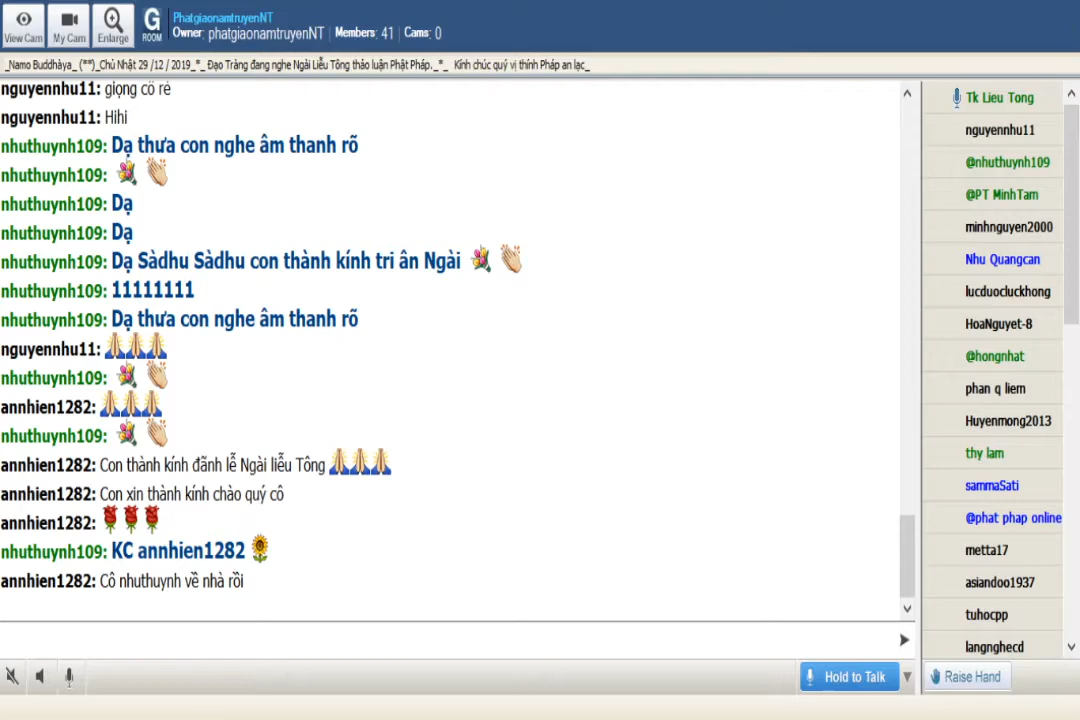 View Cam
My Cam
Enlarge
G
ROOM
PhatgiaonamtruyenNT
Owner: phatgiaonamtruyenNT | Members: 41 | Cams: 0
_Namo Buddhàya_ (**)_Chủ Nhật 29 /12 / 2019_*_ Đạo Tràng đang nghe Ngài Liễu Tông thảo luận Phật Pháp._*_ Kính chúc quý vị thính Pháp an lạc_
nguyennhu11: giọng cô rè
nguyennhu11: Hihi
nhuthuynh109: Dạ thưa con nghe âm thanh rõ
nhuthuynh109:
nhuthuynh109: Dạ
nhuthuynh109: Dạ
nhuthuynh109: Dạ Sàdhu Sàdhu con thành kính tri ân Ngài
nhuthuynh109: 11111111
nhuthuynh109: Dạ thưa con nghe âm thanh rõ
nguyennhu11: 🙏🙏🙏
nhuthuynh109:
annhien1282: 🙏🙏🙏
nhuthuynh109:
annhien1282: Con thành kính đãnh lễ Ngài liễu Tông 🙏🙏🙏
annhien1282: Con xin thành kính chào quý cô
annhien1282: 🌹🌹🌹
nhuthuynh109: KC annhien1282 🌻
annhien1282: Cô nhuthuynh về nhà rồi
Tk Lieu Tong
nguyennhu11
@nhuthuynh109
@PT MinhTam
minhnguyen2000
Nhu Quangcan
lucduocluckhong
HoaNguyet-8
@hongnhat
phan q liem
Huyenmong2013
thy lam
sammaSati
@phat phap online
metta17
asiandoo1937
tuhocpp
langnghecd
Hold to Talk
Raise Hand